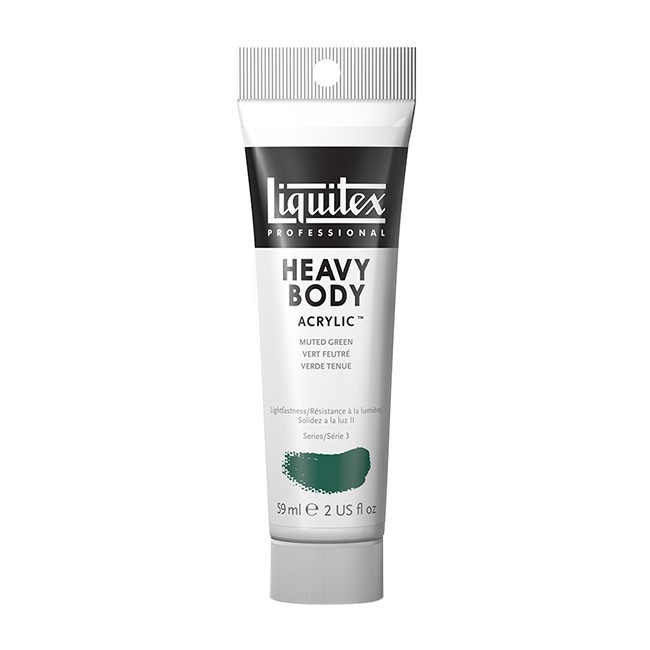 Liquitex
PROFESSIONAL
HEAVY
BODY
ACRYLIC™
MUTED GREEN
VERT FEUTRÉ
VERDE TENUE
Lightfastness/Résistance à la lumière/
Solidez a la luz II
Series/Série 3
59 ml ℮ 2 US fl oz